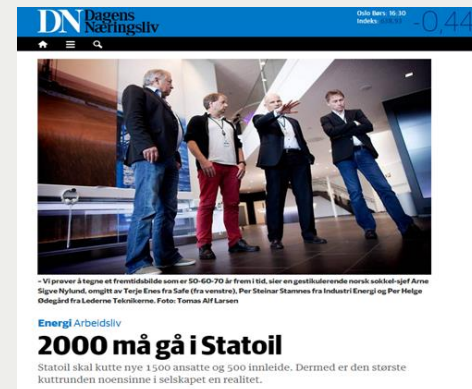 DN Dagens
Næringsliv
Oslo Børs: 16:30
Indeks:
-0,44
– Vi prøver å tegne et fremtidsbilde som er 50-60-70 år frem i tid, sier en gestikulerende norsk sokkel-sjef Arne
Sigve Nylund, omgitt av Terje Enes fra Safe (fra venstre), Per Steinar Stamnes fra Industri Energi og Per Helge
Ødegård fra Lederne Teknikerne. Foto: Tomas Alf Larsen
Energi Arbeidsliv
2000 må gå i Statoil
Statoil skal kutte nye 1500 ansatte og 500 innleide. Dermed er den største
kuttrunden noensinne i selskapet en realitet.